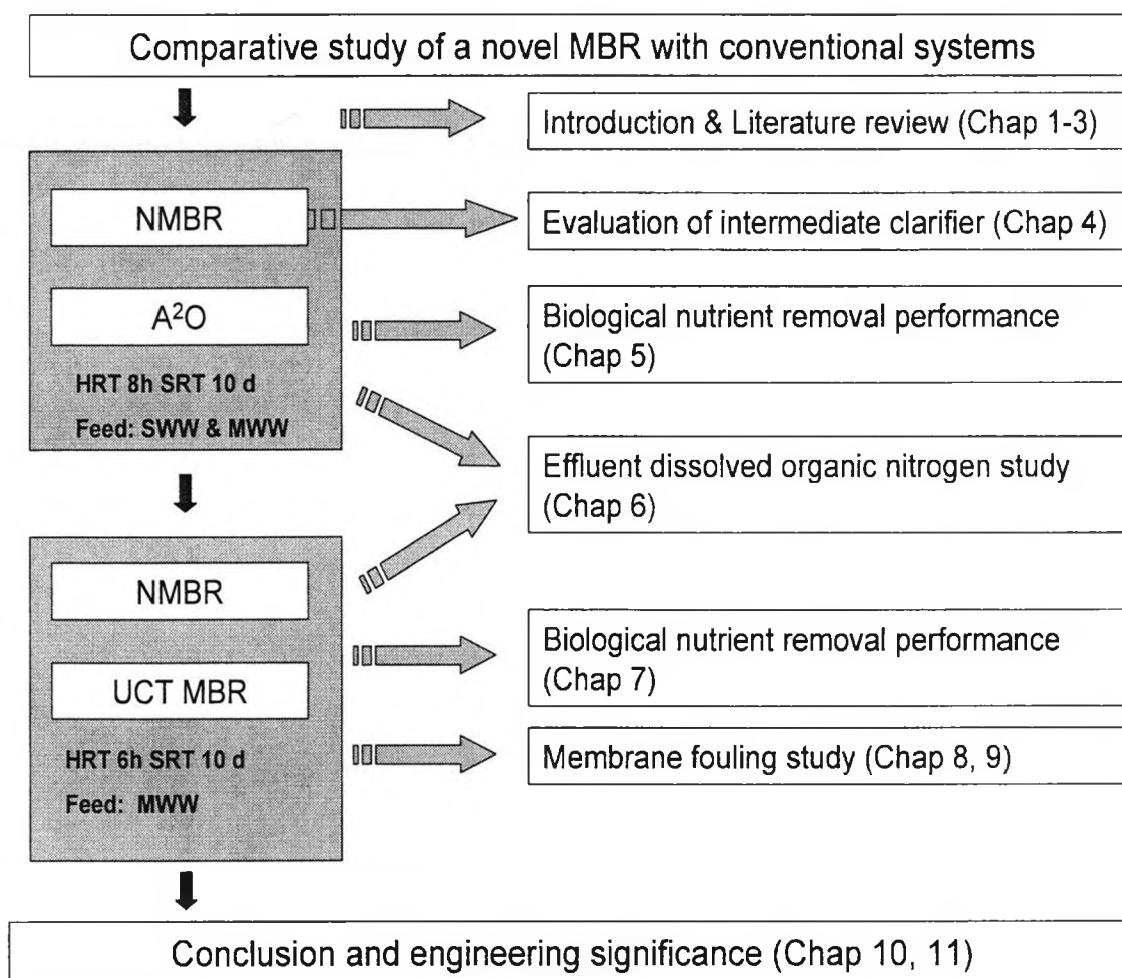 Comparative study of a novel MBR with conventional systems
Introduction & Literature review (Chap 1-3)
NMBR
Evaluation of intermediate clarifier (Chap 4)
A²O
Biological nutrient removal performance
(Chap 5)
HRT 8h SRT 10 d
Feed: SWW & MWW
Effluent dissolved organic nitrogen study
(Chap 6)
NMBR
UCT MBR
Biological nutrient removal performance
(Chap 7)
HRT 6h SRT 10 d
Feed: MWW
Membrane fouling study (Chap 8, 9)
Conclusion and engineering significance (Chap 10, 11)